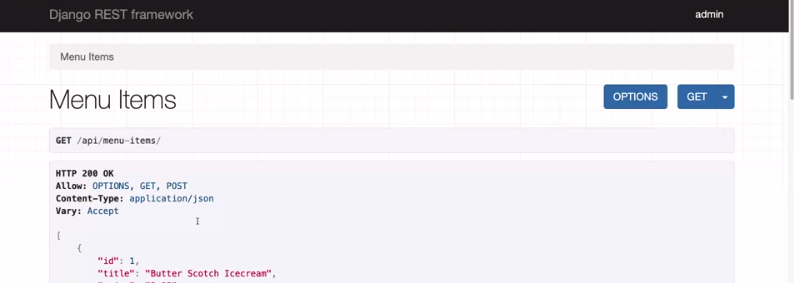 Django REST framework
admin
Menu Items
Menu Items
OPTIONS
GET
GET /api/menu-items/
HTTP 200 OK
Allow: OPTIONS, GET, POST
Content-Type: application/json
Vary: Accept
[
{
"id": 1,
"title": "Butter Scotch Icecream",